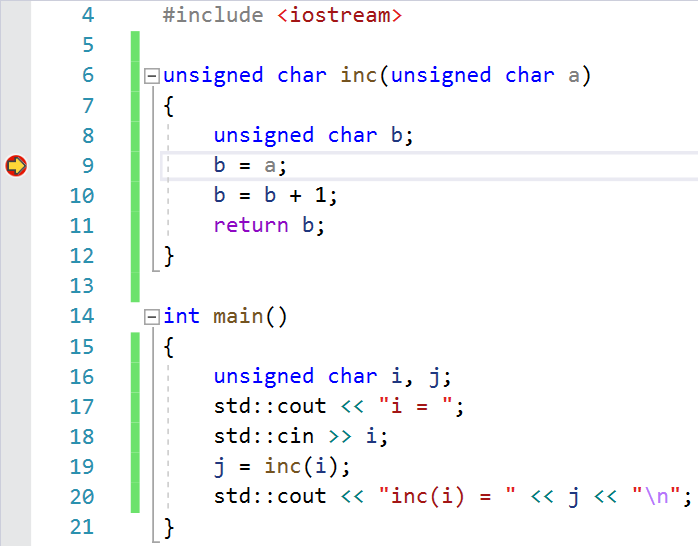 4 #include <iostream>
5
6 unsigned char inc(unsigned char a)
7 {
8 unsigned char b;
9 b = a;
10 b = b + 1;
11 return b;
12 }
13
14 int main()
15 {
16 unsigned char i, j;
17 std::cout << "i = ";
18 std::cin >> i;
19 j = inc(i);
20 std::cout << "inc(i) = " << j << "\n";
21 }